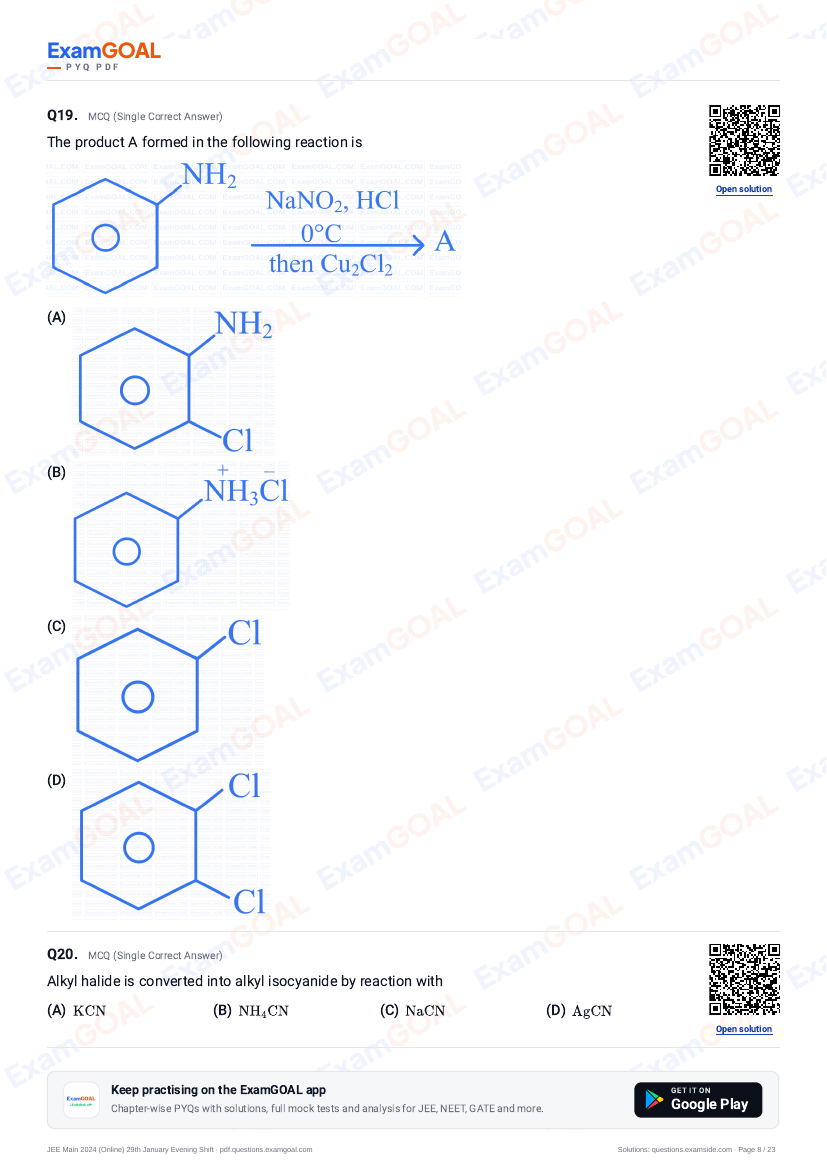 ExamGOAL
PYQ PDF
Q19. MCQ (Single Correct Answer)
The product A formed in the following reaction is
Open solution
NH₂
NaNO₂, HCl
0°C
then Cu₂Cl₂
A
(A)
NH₂
Cl
(B)
N⁺H₃Cl⁻
(C)
Cl
(D)
Cl
Cl
Q20. MCQ (Single Correct Answer)
Alkyl halide is converted into alkyl isocyanide by reaction with
(A) KCN (B) NH₄CN (C) NaCN (D) AgCN
Open solution
Keep practising on the ExamGOAL app
Chapter-wise PYQs with solutions, full mock tests and analysis for JEE, NEET, GATE and more.
GET IT ON
Google Play
JEE Main 2024 (Online) 29th January Evening Shift · pdf.questions.examgoal.com
Solutions: questions.examside.com · Page 8 / 23